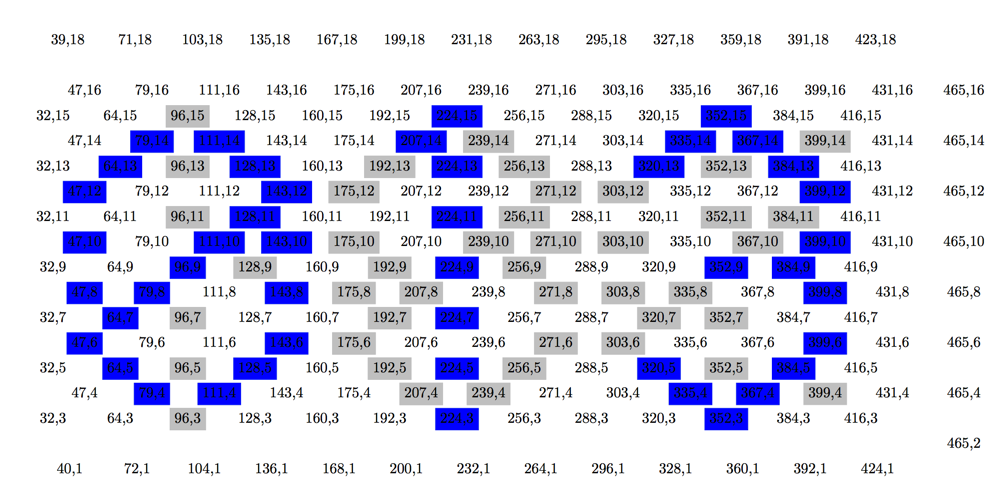 39,18 71,18 103,18 135,18 167,18 199,18 231,18 263,18 295,18 327,18 359,18 391,18 423,18
47,16 79,16 111,16 143,16 175,16 207,16 239,16 271,16 303,16 335,16 367,16 399,16 431,16 465,16
32,15 64,15 96,15 128,15 160,15 192,15 224,15 256,15 288,15 320,15 352,15 384,15 416,15
47,14 79,14 111,14 143,14 175,14 207,14 239,14 271,14 303,14 335,14 367,14 399,14 431,14 465,14
32,13 64,13 96,13 128,13 160,13 192,13 224,13 256,13 288,13 320,13 352,13 384,13 416,13
47,12 79,12 111,12 143,12 175,12 207,12 239,12 271,12 303,12 335,12 367,12 399,12 431,12 465,12
32,11 64,11 96,11 128,11 160,11 192,11 224,11 256,11 288,11 320,11 352,11 384,11 416,11
47,10 79,10 111,10 143,10 175,10 207,10 239,10 271,10 303,10 335,10 367,10 399,10 431,10 465,10
32,9 64,9 96,9 128,9 160,9 192,9 224,9 256,9 288,9 320,9 352,9 384,9 416,9
47,8 79,8 111,8 143,8 175,8 207,8 239,8 271,8 303,8 335,8 367,8 399,8 431,8 465,8
32,7 64,7 96,7 128,7 160,7 192,7 224,7 256,7 288,7 320,7 352,7 384,7 416,7
47,6 79,6 111,6 143,6 175,6 207,6 239,6 271,6 303,6 335,6 367,6 399,6 431,6 465,6
32,5 64,5 96,5 128,5 160,5 192,5 224,5 256,5 288,5 320,5 352,5 384,5 416,5
47,4 79,4 111,4 143,4 175,4 207,4 239,4 271,4 303,4 335,4 367,4 399,4 431,4 465,4
32,3 64,3 96,3 128,3 160,3 192,3 224,3 256,3 288,3 320,3 352,3 384,3 416,3
465,2
40,1 72,1 104,1 136,1 168,1 200,1 232,1 264,1 296,1 328,1 360,1 392,1 424,1